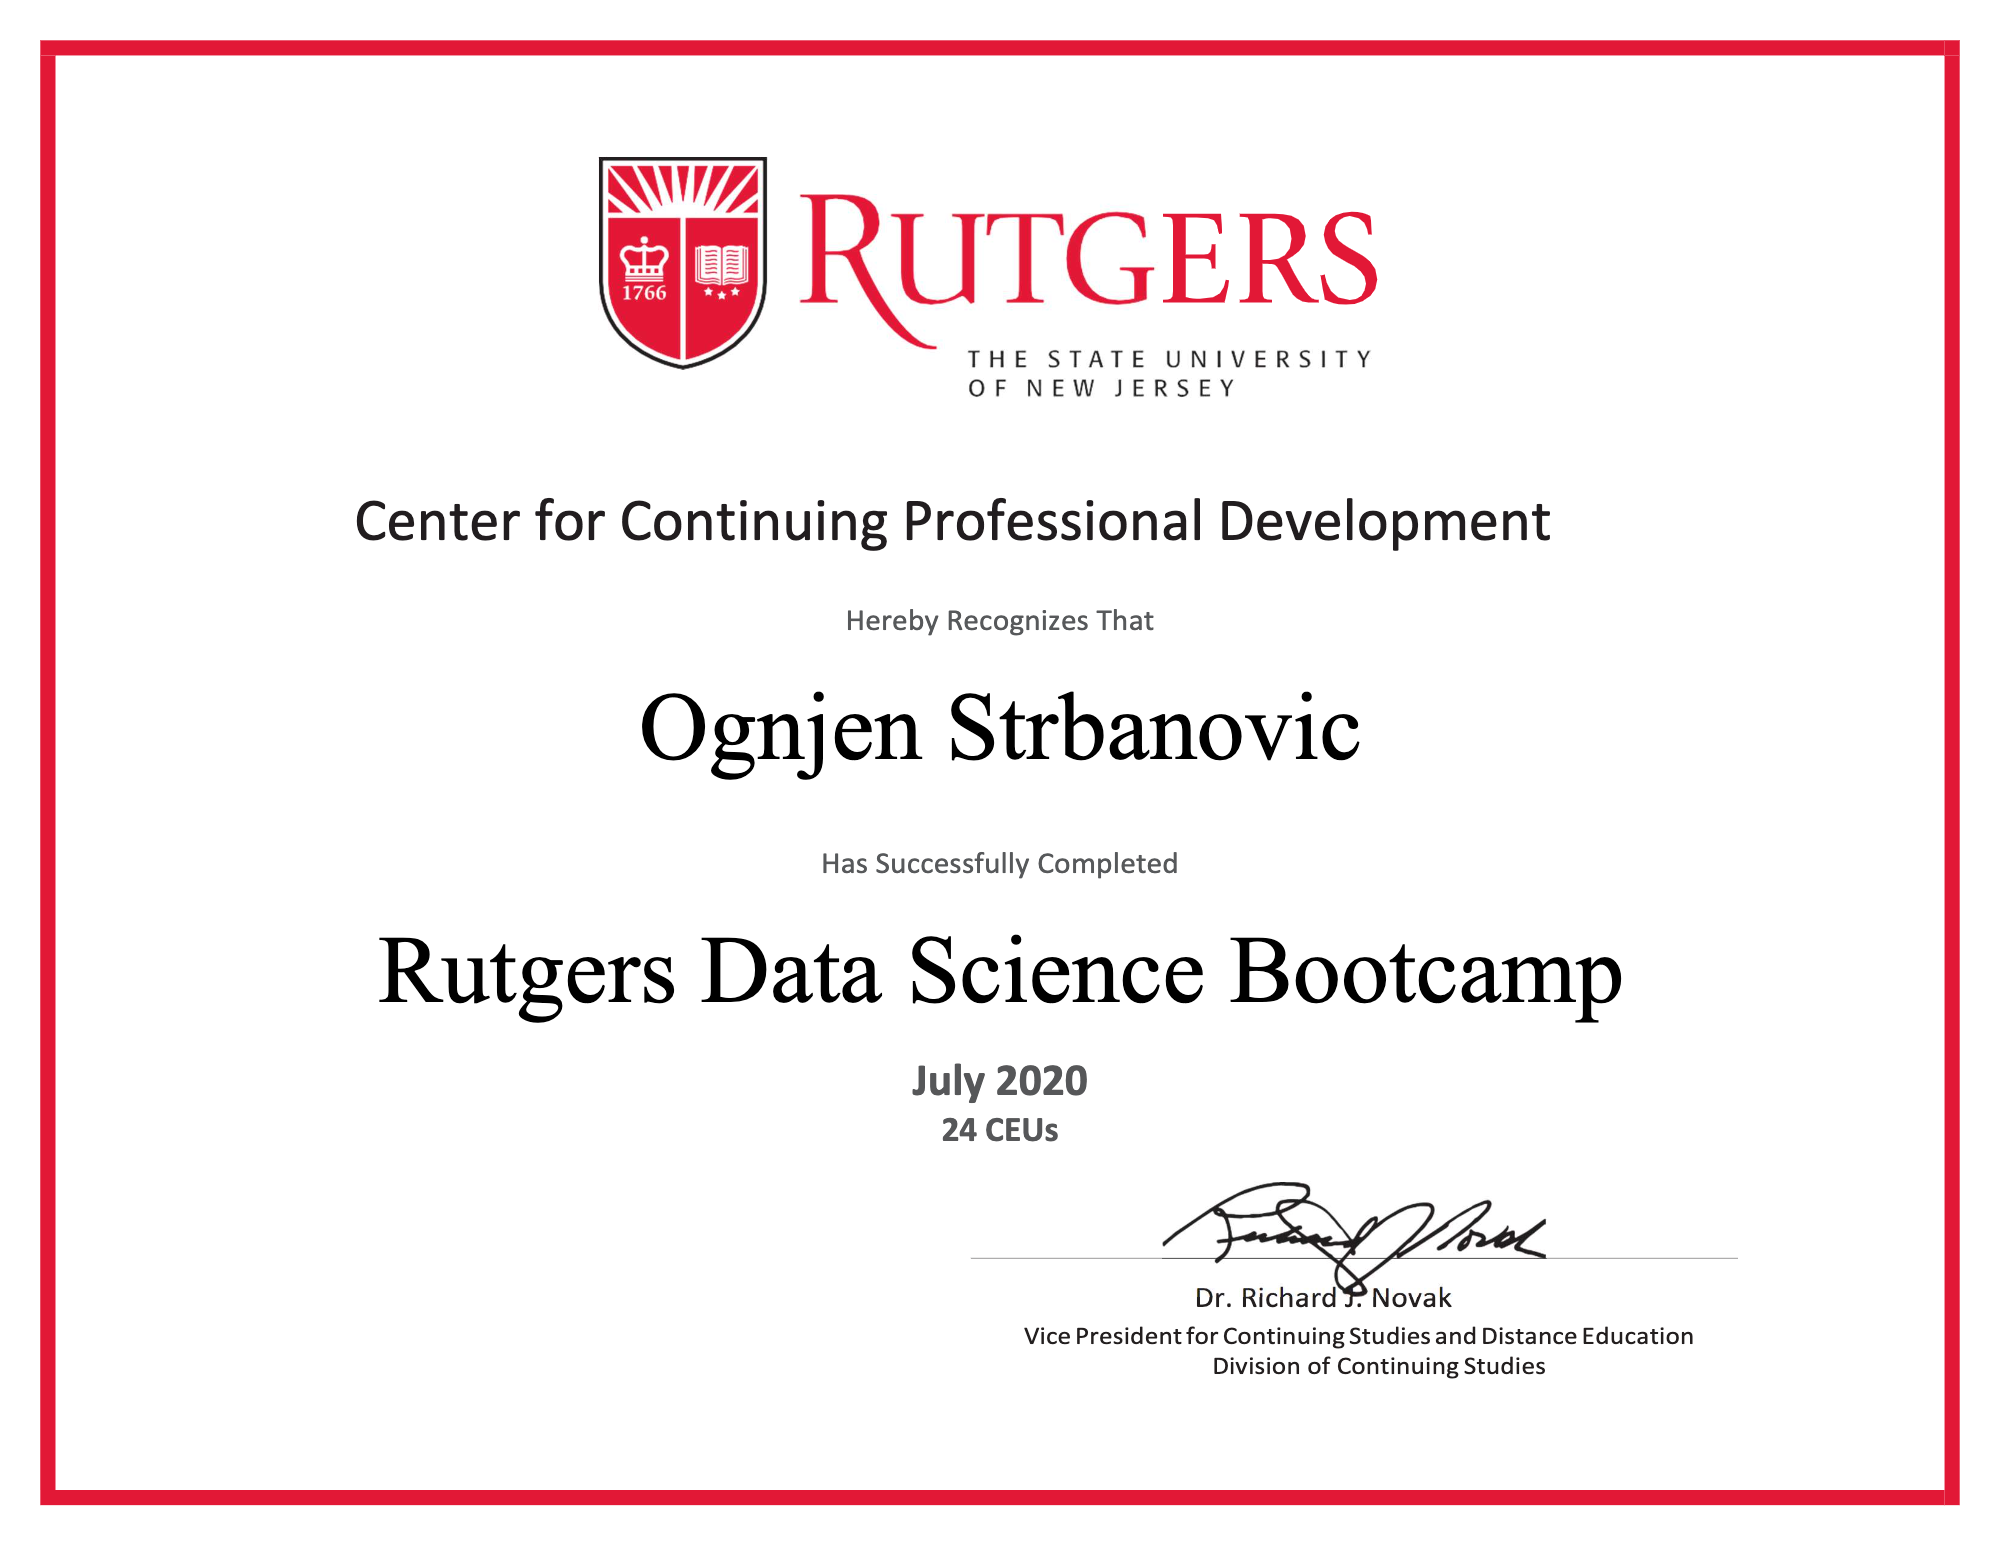 1766
RUTGERS
THE STATE UNIVERSITY
OF NEW JERSEY
Center for Continuing Professional Development
Hereby Recognizes That
Ognjen Strbanovic
Has Successfully Completed
Rutgers Data Science Bootcamp
July 2020
24 CEUs
Richard J Novak
Dr. Richard J. Novak
Vice President for Continuing Studies and Distance Education
Division of Continuing Studies